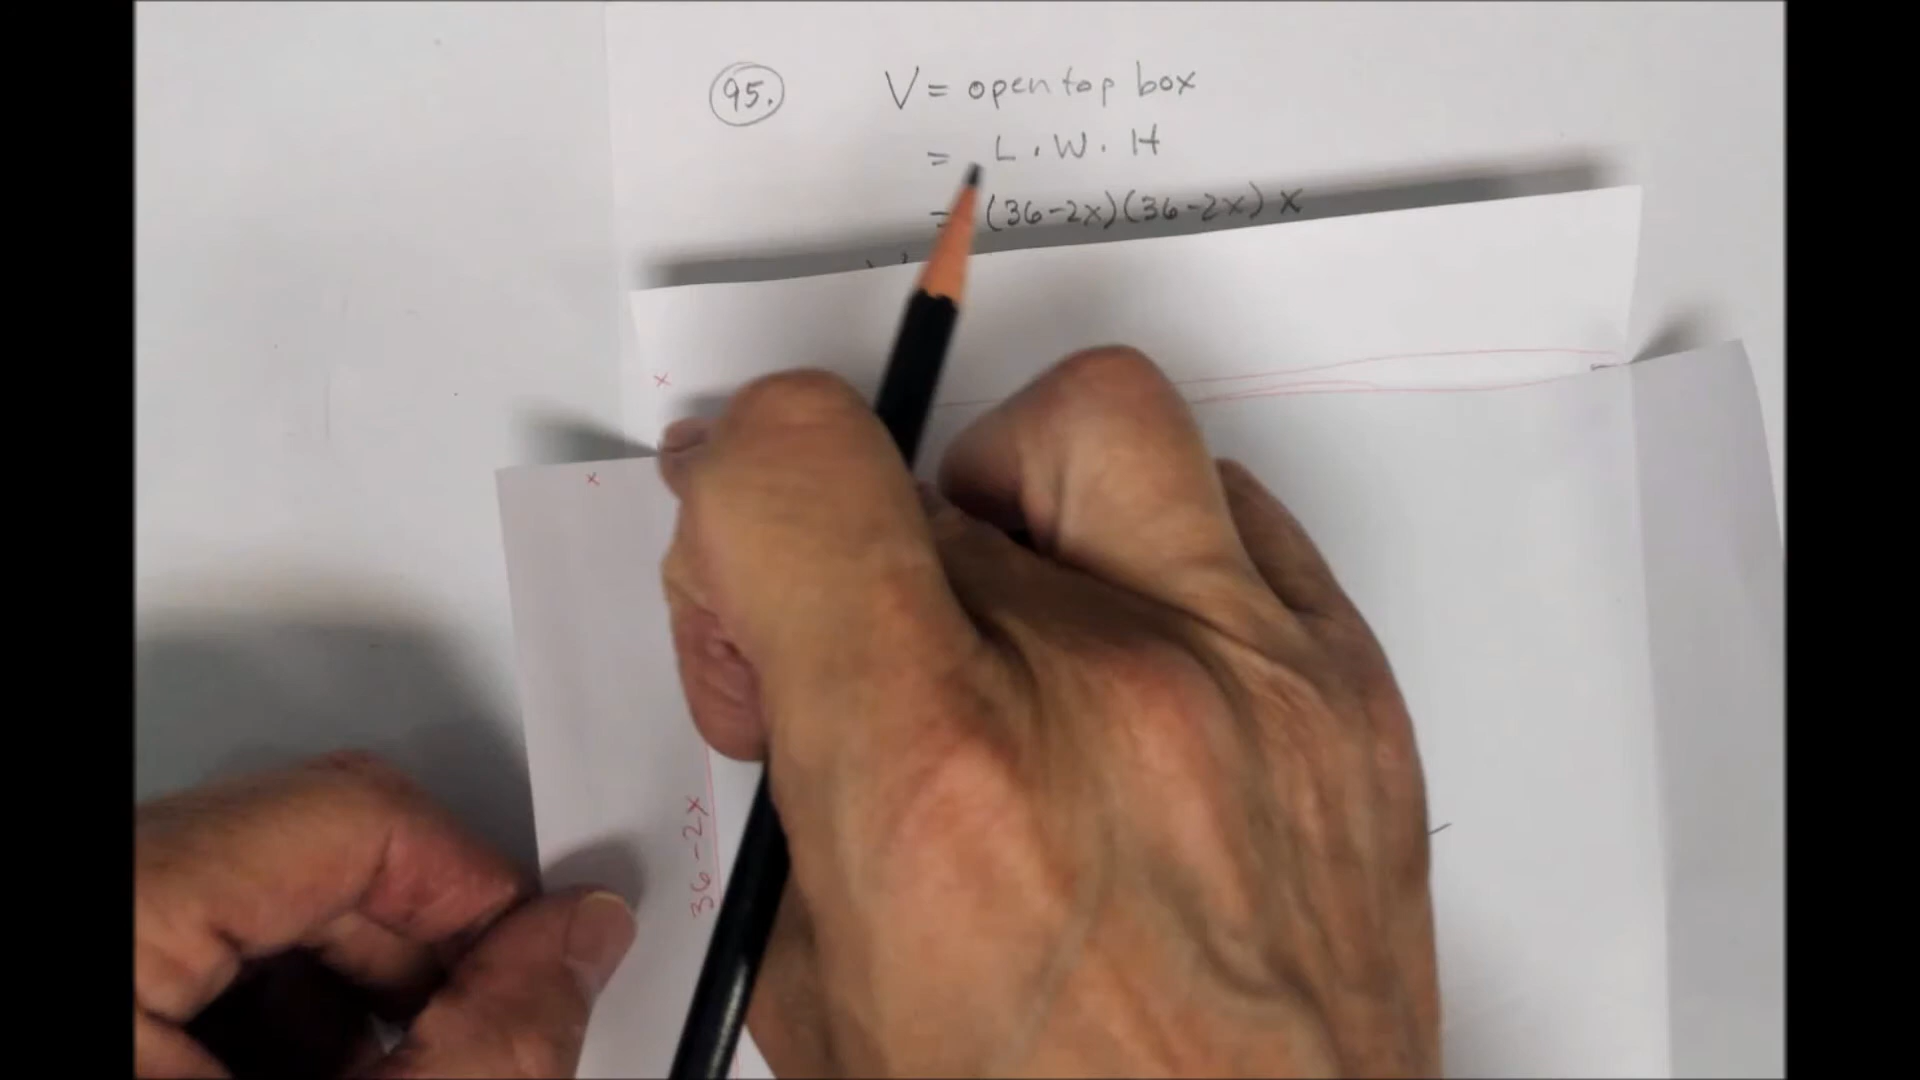 95. V = open top box
= L . W . H
= (36-2x)(36-2x) x
x
x
36-2x